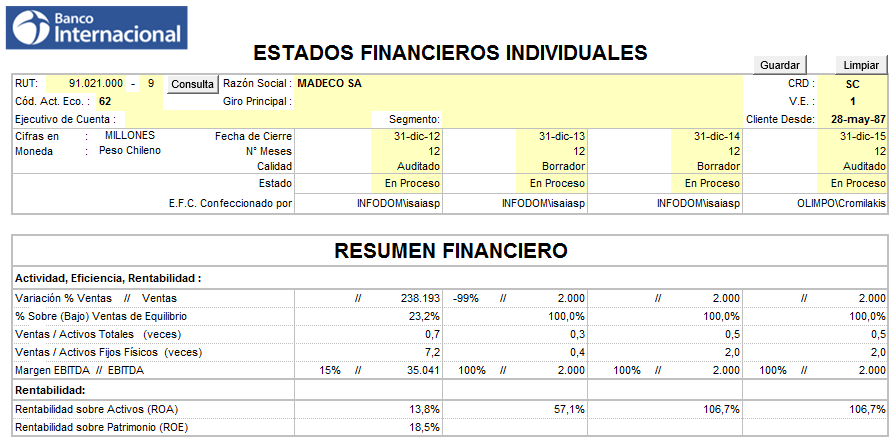 Banco
Internacional
ESTADOS FINANCIEROS INDIVIDUALES
Guardar Limpiar
RUT: 91.021.000 - 9 Consulta Razón Social : MADECO SA CRD : SC
Cód. Act. Eco. : 62 Giro Principal : V.E. : 1
Ejecutivo de Cuenta : Segmento: Cliente Desde: 28-may-87
Cifras en : MILLONES Fecha de Cierre 31-dic-12 31-dic-13 31-dic-14 31-dic-15
Moneda : Peso Chileno N° Meses 12 12 12 12
Calidad Auditado Borrador Borrador Auditado
Estado En Proceso En Proceso En Proceso En Proceso
E.F.C. Confeccionado por INFODOM\isaiasp INFODOM\isaiasp INFODOM\isaiasp OLIMPO\Cromilakis
RESUMEN FINANCIERO
Actividad, Eficiencia, Rentabilidad :
Variación % Ventas // Ventas // 238.193 -99% // 2.000 // 2.000 // 2.000
% Sobre (Bajo) Ventas de Equilibrio 23,2% 100,0% 100,0% 100,0%
Ventas / Activos Totales (veces) 0,7 0,3 0,5 0,5
Ventas / Activos Fijos Físicos (veces) 7,2 0,4 2,0 2,0
Margen EBITDA // EBITDA 15% // 35.041 100% // 2.000 100% // 2.000 100% // 2.000
Rentabilidad:
Rentabilidad sobre Activos (ROA) 13,8% 57,1% 106,7% 106,7%
Rentabilidad sobre Patrimonio (ROE) 18,5%